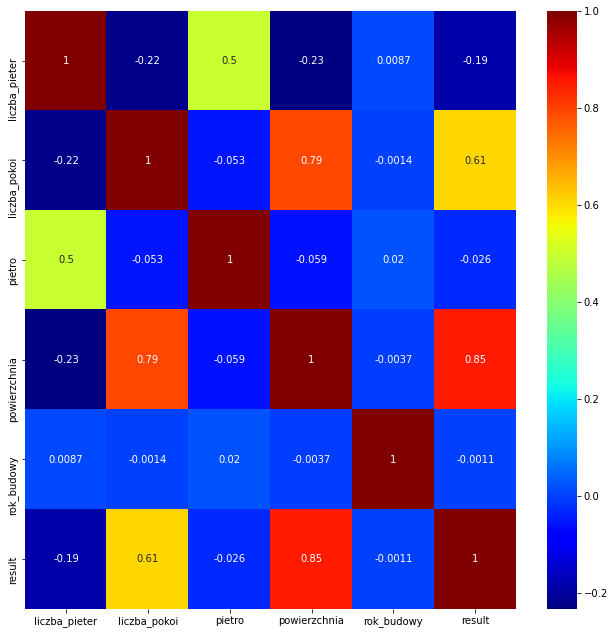 liczba_pieter 1 -0.22 0.5 -0.23 0.0087 -0.19
liczba_pokoi -0.22 1 -0.053 0.79 -0.0014 0.61
pietro 0.5 -0.053 1 -0.059 0.02 -0.026
powierzchnia -0.23 0.79 -0.059 1 -0.0037 0.85
rok_budowy 0.0087 -0.0014 0.02 -0.0037 1 -0.0011
result -0.19 0.61 -0.026 0.85 -0.0011 1
liczba_pieter liczba_pokoi pietro powierzchnia rok_budowy result
1.0
0.8
0.6
0.4
0.2
0.0
−0.2